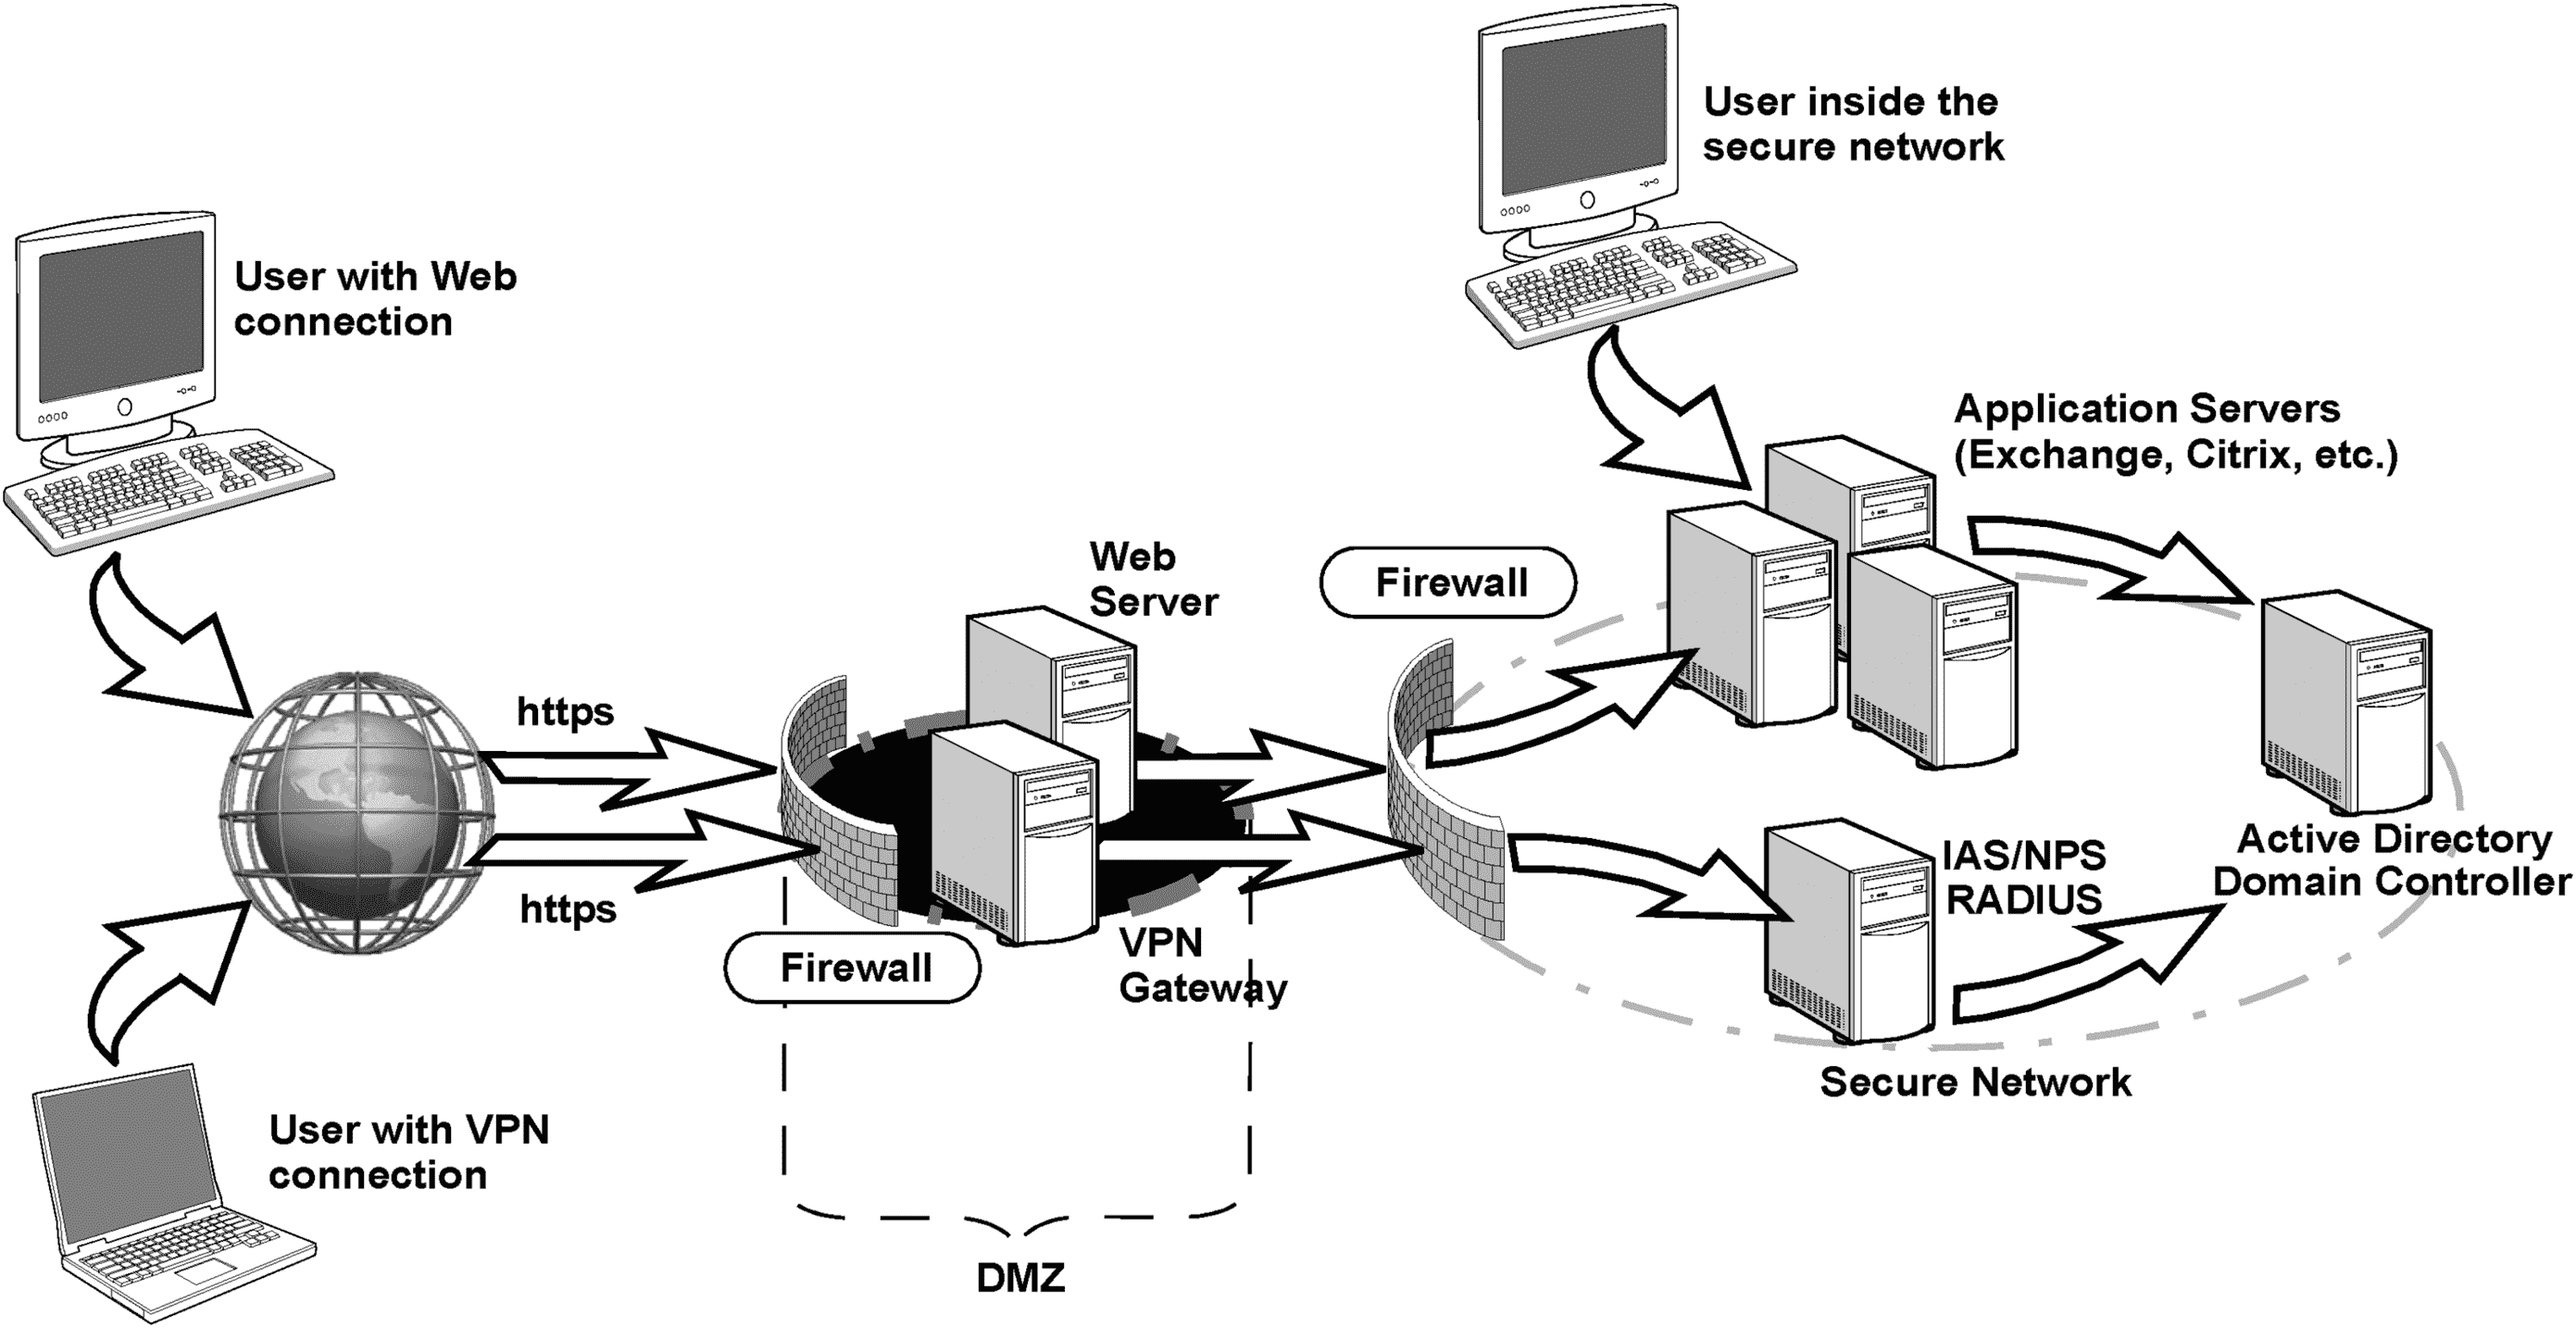 User inside the
secure network
User with Web
connection
Application Servers
(Exchange, Citrix, etc.)
Web
Server
Firewall
https
https
Firewall
VPN
Gateway
IAS/NPS
RADIUS
Active Directory
Domain Controller
Secure Network
User with VPN
connection
DMZ